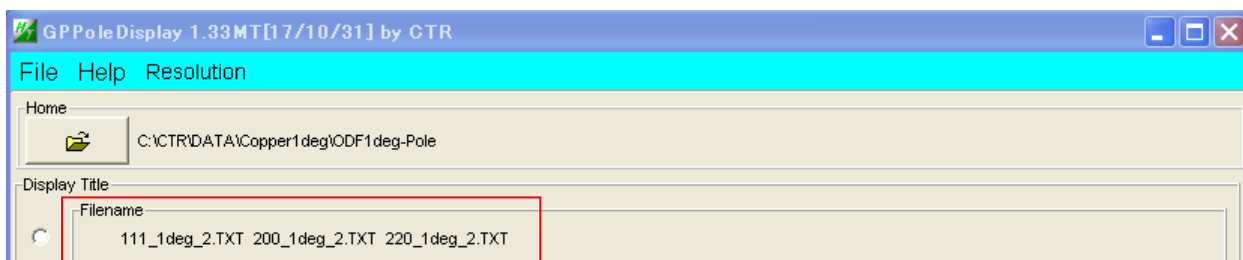 GPPoleDisplay 1.33MT[17/10/31] by CTR
File Help Resolution
Home
C:\CTR\DATA\Copper1deg\ODF1deg-Pole
Display Title
Filename
111_1deg_2.TXT 200_1deg_2.TXT 220_1deg_2.TXT